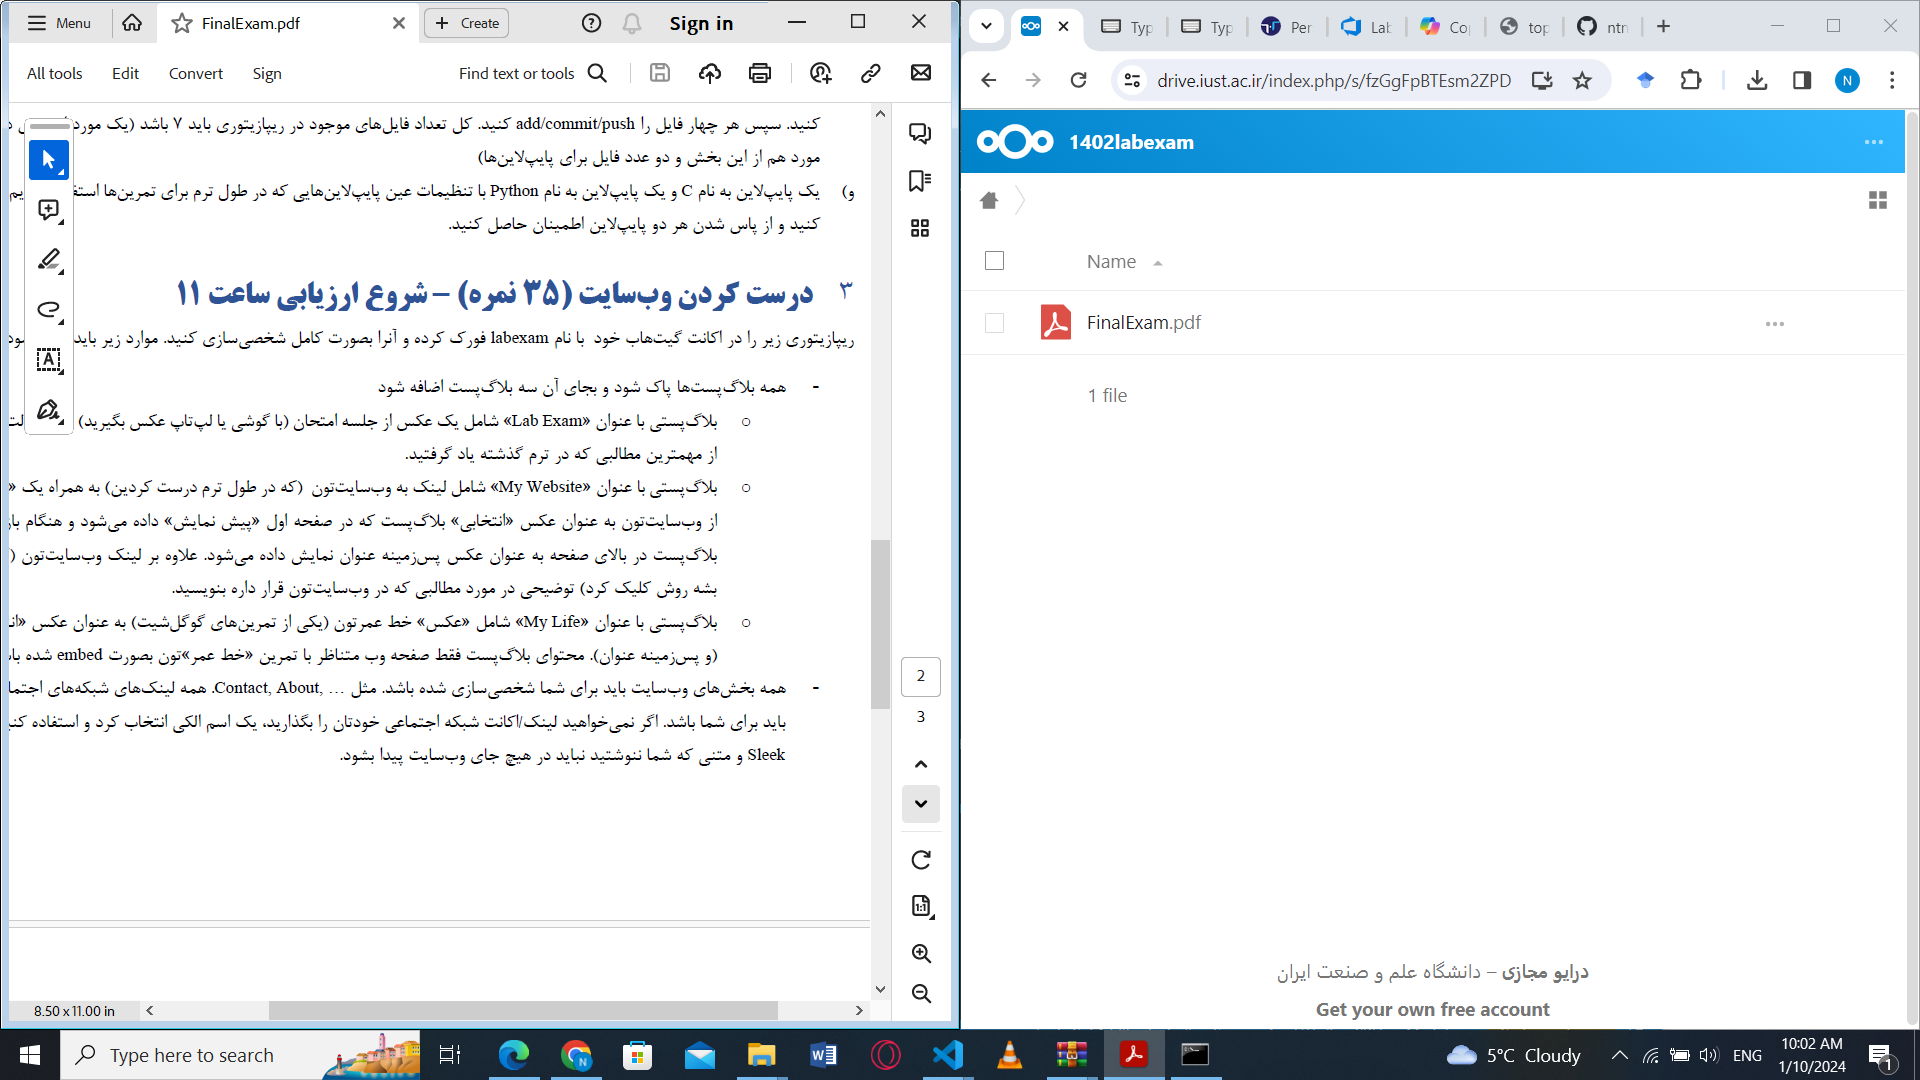 Menu
FinalExam.pdf
Create
Sign in
All tools
Edit
Convert
Sign
Find text or tools
کنید. سپس هر چهار فایل را add/commit/push کنید. کل تعداد فایل‌های موجود در ریپازیتوری باید ۷ باشد (یک مورد
مورد هم از این بخش و دو عدد فایل برای پایپ‌لاین‌ها)
و) یک پایپ‌لاین به نام C و یک پایپ‌لاین به نام Python با تنظیمات عین پایپ‌لاین‌هایی که در طول ترم برای تمرین‌ها
کنید و از پاس شدن هر دو پایپ‌لاین اطمینان حاصل کنید.
۳ درست کردن وب‌سایت (۳۵ نمره) – شروع ارزیابی ساعت ۱۱
ریپازیتوری زیر را در اکانت گیت‌هاب خود با نام labexam فورک کرده و آنرا بصورت کامل شخصی‌سازی کنید. موارد زیر باید
- همه بلاگ‌پست‌ها پاک شود و بجای آن سه بلاگ‌پست اضافه شود
○ بلاگ‌پستی با عنوان «Lab Exam» شامل یک عکس از جلسه امتحان (با گوشی یا لپ‌تاپ عکس بگیرید)
از مهمترین مطالبی که در ترم گذشته یاد گرفتید.
○ بلاگ‌پستی با عنوان «My Website» شامل لینک به وب‌سایت‌تون (که در طول ترم درست کردین) به همراه یک «
از وب‌سایت‌تون به عنوان عکس «انتخابی» بلاگ‌پست که در صفحه اول «پیش نمایش» داده می‌شود و هنگام
بلاگ‌پست در بالای صفحه به عنوان عکس پس‌زمینه عنوان نمایش داده می‌شود. علاوه بر لینک وب‌سایت‌تون (
بشه روش کلیک کرد) توضیحی در مورد مطالبی که در وب‌سایت‌تون قرار داره بنویسید.
○ بلاگ‌پستی با عنوان «My Life» شامل «عکس» خط عمرتون (یکی از تمرین‌های گوگل‌شیت) به عنوان عکس
(و پس‌زمینه عنوان). محتوای بلاگ‌پست فقط صفحه وب متناظر با تمرین «خط عمر»تون بصورت embed شده
- همه بخش‌های وب‌سایت باید برای شما شخصی‌سازی شده باشد. مثل Contact, About, …. همه لینک‌های شبکه‌های
باید برای شما باشد. اگر نمی‌خواهید لینک/اکانت شبکه اجتماعی خودتان را بگذارید، یک اسم الکی انتخاب کرد و استفاده
Sleek و متنی که شما ننوشتید نباید در هیچ جای وب‌سایت پیدا بشود.
2
3
8.50 x 11.00 in
Typ
Typ
Per
Lab
Co
top
ntn
drive.iust.ac.ir/index.php/s/fzGgFpBTEsm2ZPD
N
1402labexam
Name
FinalExam.pdf
1 file
درایو مجازی – دانشگاه علم و صنعت ایران
Get your own free account
Type here to search
5°C Cloudy
ENG
10:02 AM
1/10/2024
1